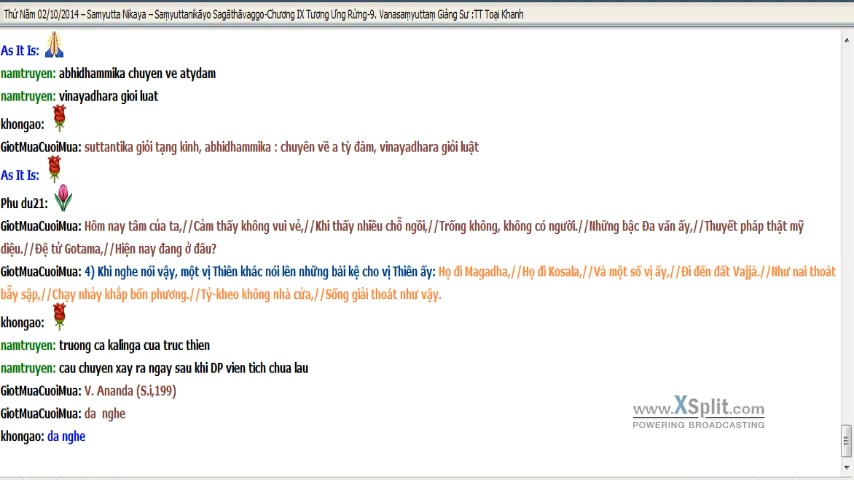 Thứ Năm 02/10/2014 – Samyutta Nikaya – Saṃyuttanikāyo Sagāthāvaggo-Chương IX Tương Ưng Rừng-9. Vanasaṃyuttaṃ Giảng Sư :TT Toại Khanh
As It Is:
namtruyen: abhidhammika chuyen ve atydam
namtruyen: vinayadhara gioi luat
khongao:
GiotMuaCuoiMua: suttantika giỏi tạng kinh, abhidhammika : chuyên về a tỳ đàm, vinayadhara giỏi luật
As It Is:
Phu du21:
GiotMuaCuoiMua: Hôm nay tâm của ta,//Cảm thấy không vui vẻ,//Khi thấy nhiều chỗ ngồi,//Trống không, không có người.//Những bậc Đa văn ấy,//Thuyết pháp thật mỹ
diệu.//Đệ tử Gotama,//Hiện nay đang ở đâu?
GiotMuaCuoiMua: 4) Khi nghe nói vậy, một vị Thiên khác nói lên những bài kệ cho vị Thiên ấy: Họ đi Magadha,//Họ đi Kosala,//Và một số vị ấy,//Đi đến đất Vajjà.//Như nai thoát
bẫy sập,//Chạy nhảy khắp bốn phương.//Tỷ-kheo không nhà cửa,//Sống giải thoát như vậy.
khongao:
namtruyen: truong ca kalinga cua truc thien
namtruyen: cau chuyen xay ra ngay sau khi DP vien tich chua lau
GiotMuaCuoiMua: V. Ananda (S.i,199)
GiotMuaCuoiMua: da nghe
khongao: da nghe
www.XSplit.com
POWERING BROADCASTING